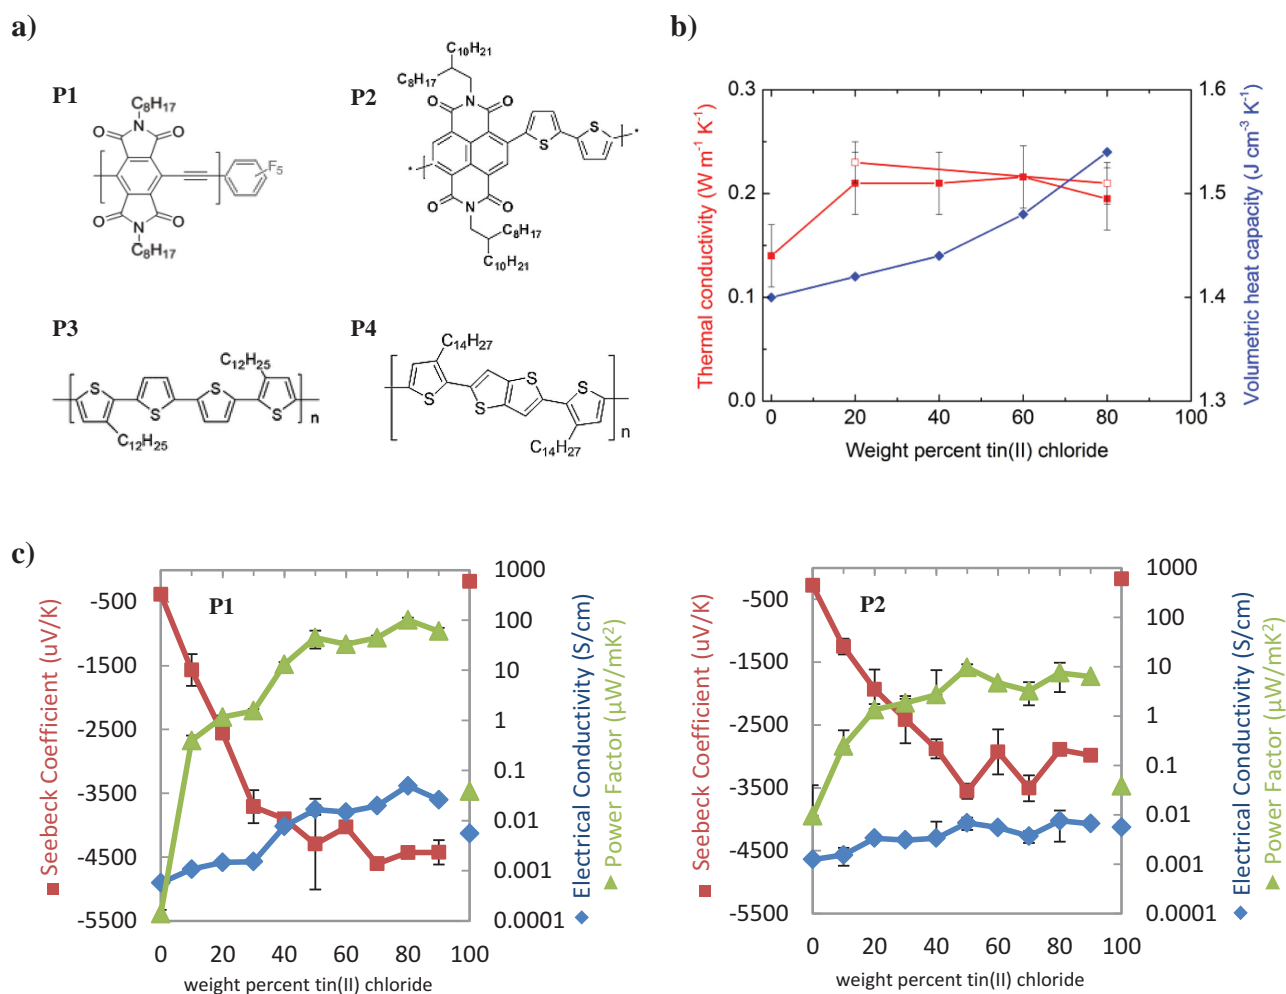 a)
P1
C8H17
N
O
O
O
O
N
C8H17
F5
P2
C10H21
C8H17
O
N
O
S
S
O
N
O
C8H17
C10H21
P3
C12H25
S
S
S
S
n
C12H25
P4
C14H27
S
S
S
S
n
C14H27
b)
Thermal conductivity (W m-1 K-1)
0.3
0.2
0.1
0.0
1.6
1.5
1.4
1.3
Volumetric heat capacity (J cm-3 K-1)
0 20 40 60 80 100
Weight percent tin(II) chloride
c)
Seebeck Coefficient (uV/K)
-500
-1500
-2500
-3500
-4500
-5500
P1
1000
100
10
1
0.1
0.01
0.001
0.0001
Electrical Conductivity (S/cm)
Power Factor (µW/mK2)
0 20 40 60 80 100
weight percent tin(II) chloride
Seebeck Coefficient (uV/K)
-500
-1500
-2500
-3500
-4500
-5500
P2
1000
100
10
1
0.1
0.01
0.001
0.0001
Electrical Conductivity (S/cm)
Power Factor (µW/mK2)
0 20 40 60 80 100
weight percent tin(II) chloride